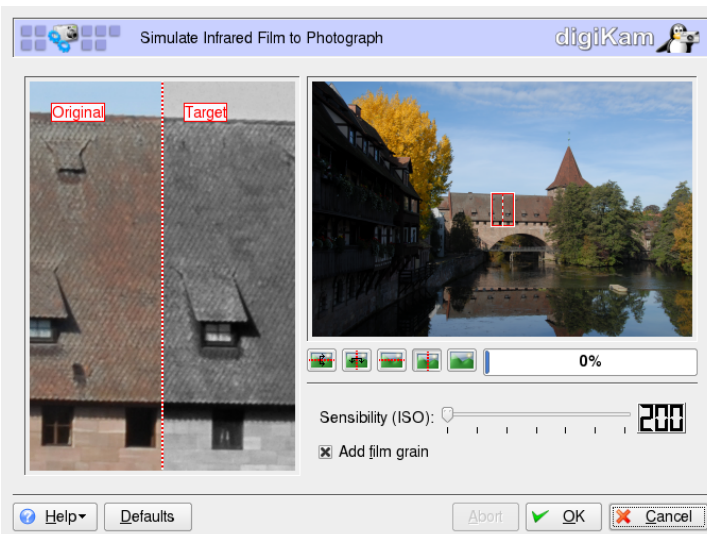 Simulate Infrared Film to Photograph
digiKam
Original
Target
0%
Sensibility (ISO):
200
Add film grain
Help
Defaults
Abort
OK
Cancel